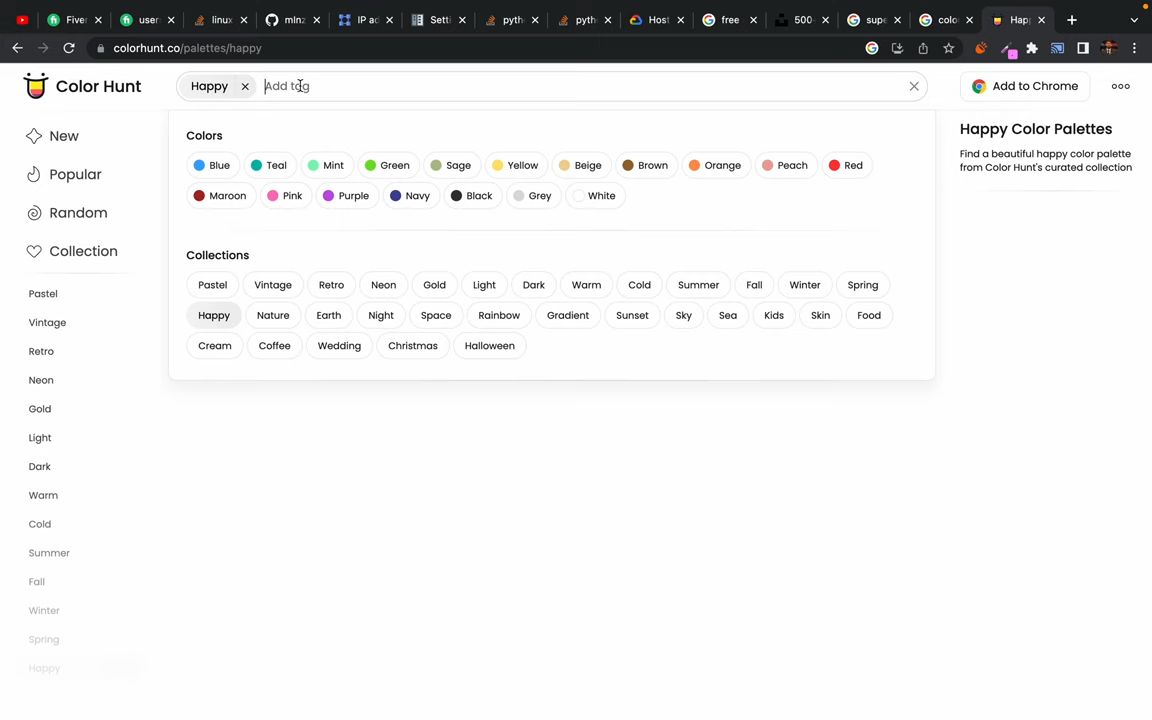 Fiver
user:
linux
mlnz
IP ad
Setti
pyth
pyth
Host
free
500+
supe
colo
Hap
colorhunt.co/palettes/happy
Color Hunt
Happy
Add tag
Add to Chrome
Colors
Blue Teal Mint Green Sage Yellow Beige Brown Orange Peach Red
Maroon Pink Purple Navy Black Grey White
Collections
Pastel Vintage Retro Neon Gold Light Dark Warm Cold Summer Fall Winter Spring
Happy Nature Earth Night Space Rainbow Gradient Sunset Sky Sea Kids Skin Food
Cream Coffee Wedding Christmas Halloween
New
Popular
Random
Collection
Pastel
Vintage
Retro
Neon
Gold
Light
Dark
Warm
Cold
Summer
Fall
Winter
Spring
Happy
Happy Color Palettes
Find a beautiful happy color palette
from Color Hunt's curated collection